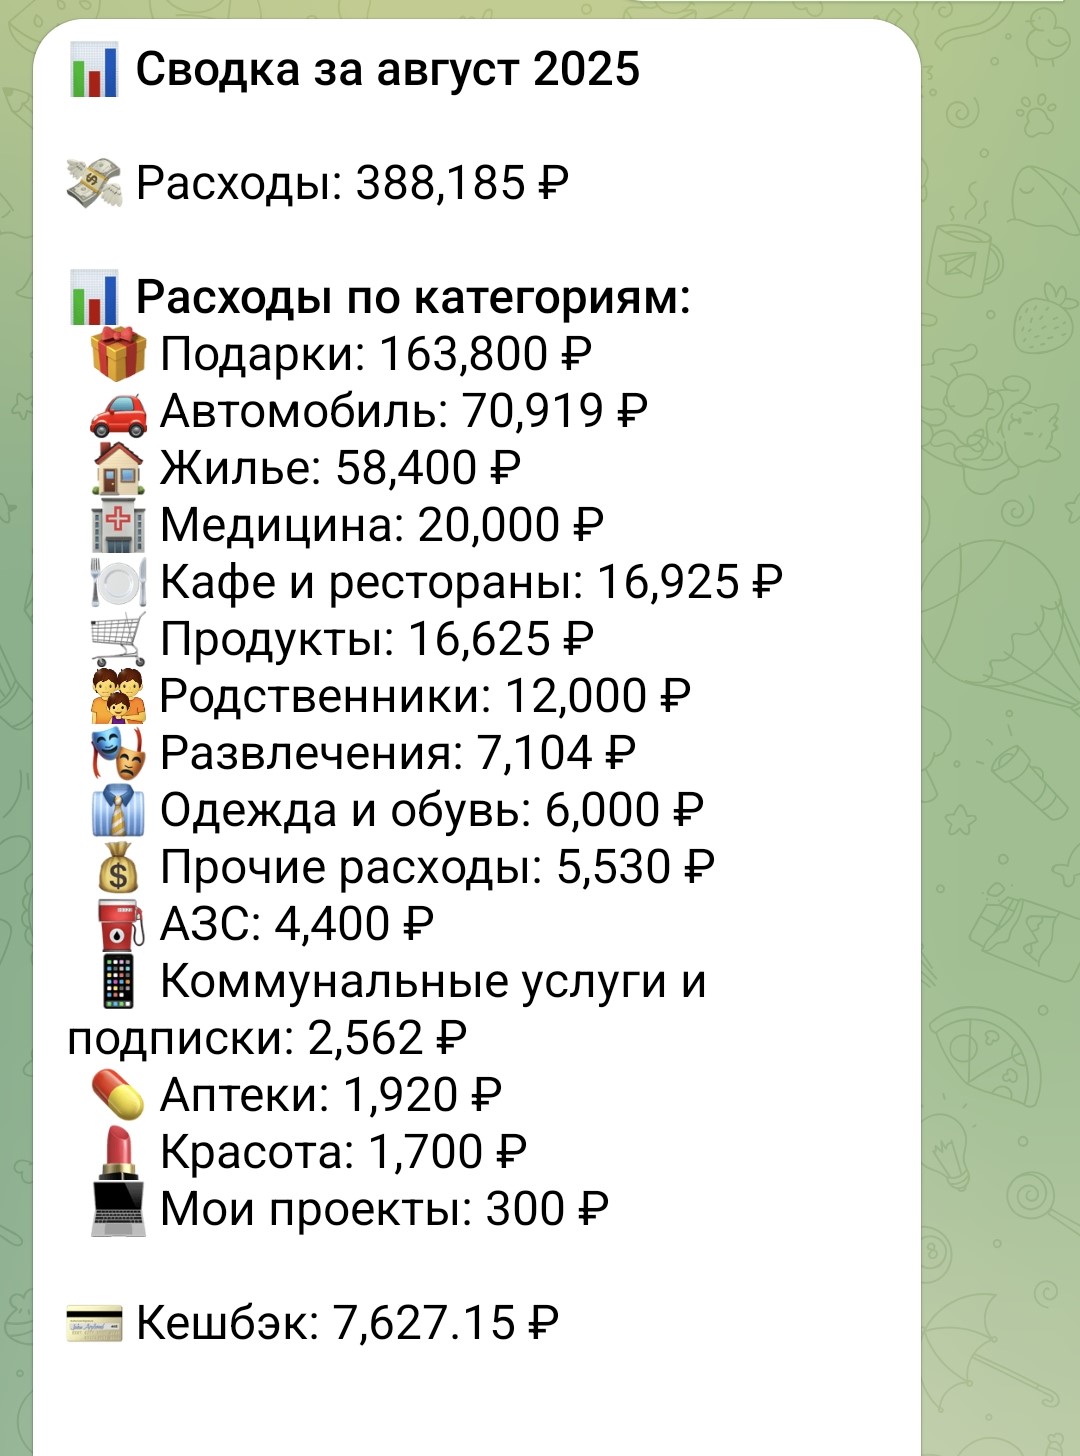 📊 Сводка за август 2025
💸 Расходы: 388,185 ₽
📊 Расходы по категориям:
🎁 Подарки: 163,800 ₽
🚗 Автомобиль: 70,919 ₽
🏠 Жилье: 58,400 ₽
🏥 Медицина: 20,000 ₽
🍽 Кафе и рестораны: 16,925 ₽
🛒 Продукты: 16,625 ₽
👪 Родственники: 12,000 ₽
🎭 Развлечения: 7,104 ₽
👔 Одежда и обувь: 6,000 ₽
💰 Прочие расходы: 5,530 ₽
⛽ АЗС: 4,400 ₽
📱 Коммунальные услуги и
подписки: 2,562 ₽
💊 Аптеки: 1,920 ₽
💄 Красота: 1,700 ₽
💻 Мои проекты: 300 ₽
💳 Кешбэк: 7,627.15 ₽